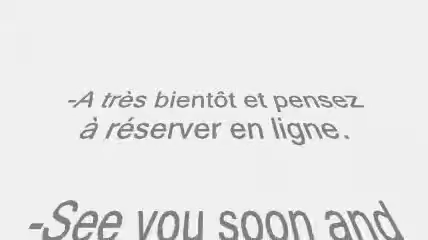 -A très bientôt et pensez
à réserver en ligne.
-See you soon and